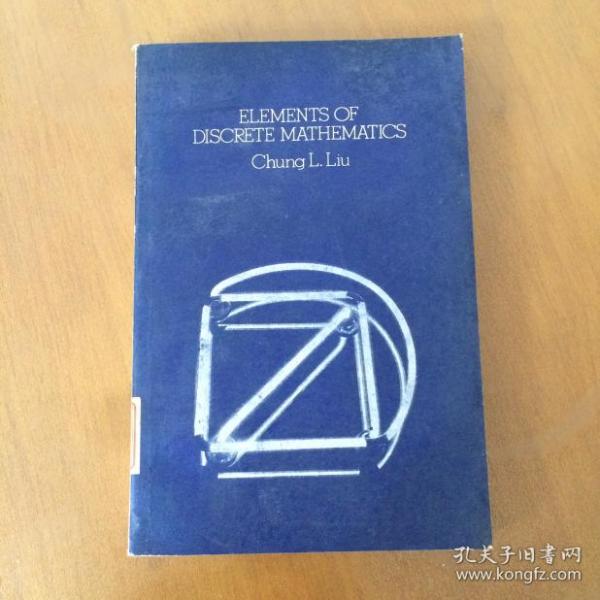 ELEMENTS OF
DISCRETE MATHEMATICS
Chung L. Liu
孔夫子旧书网
www.kongfz.com